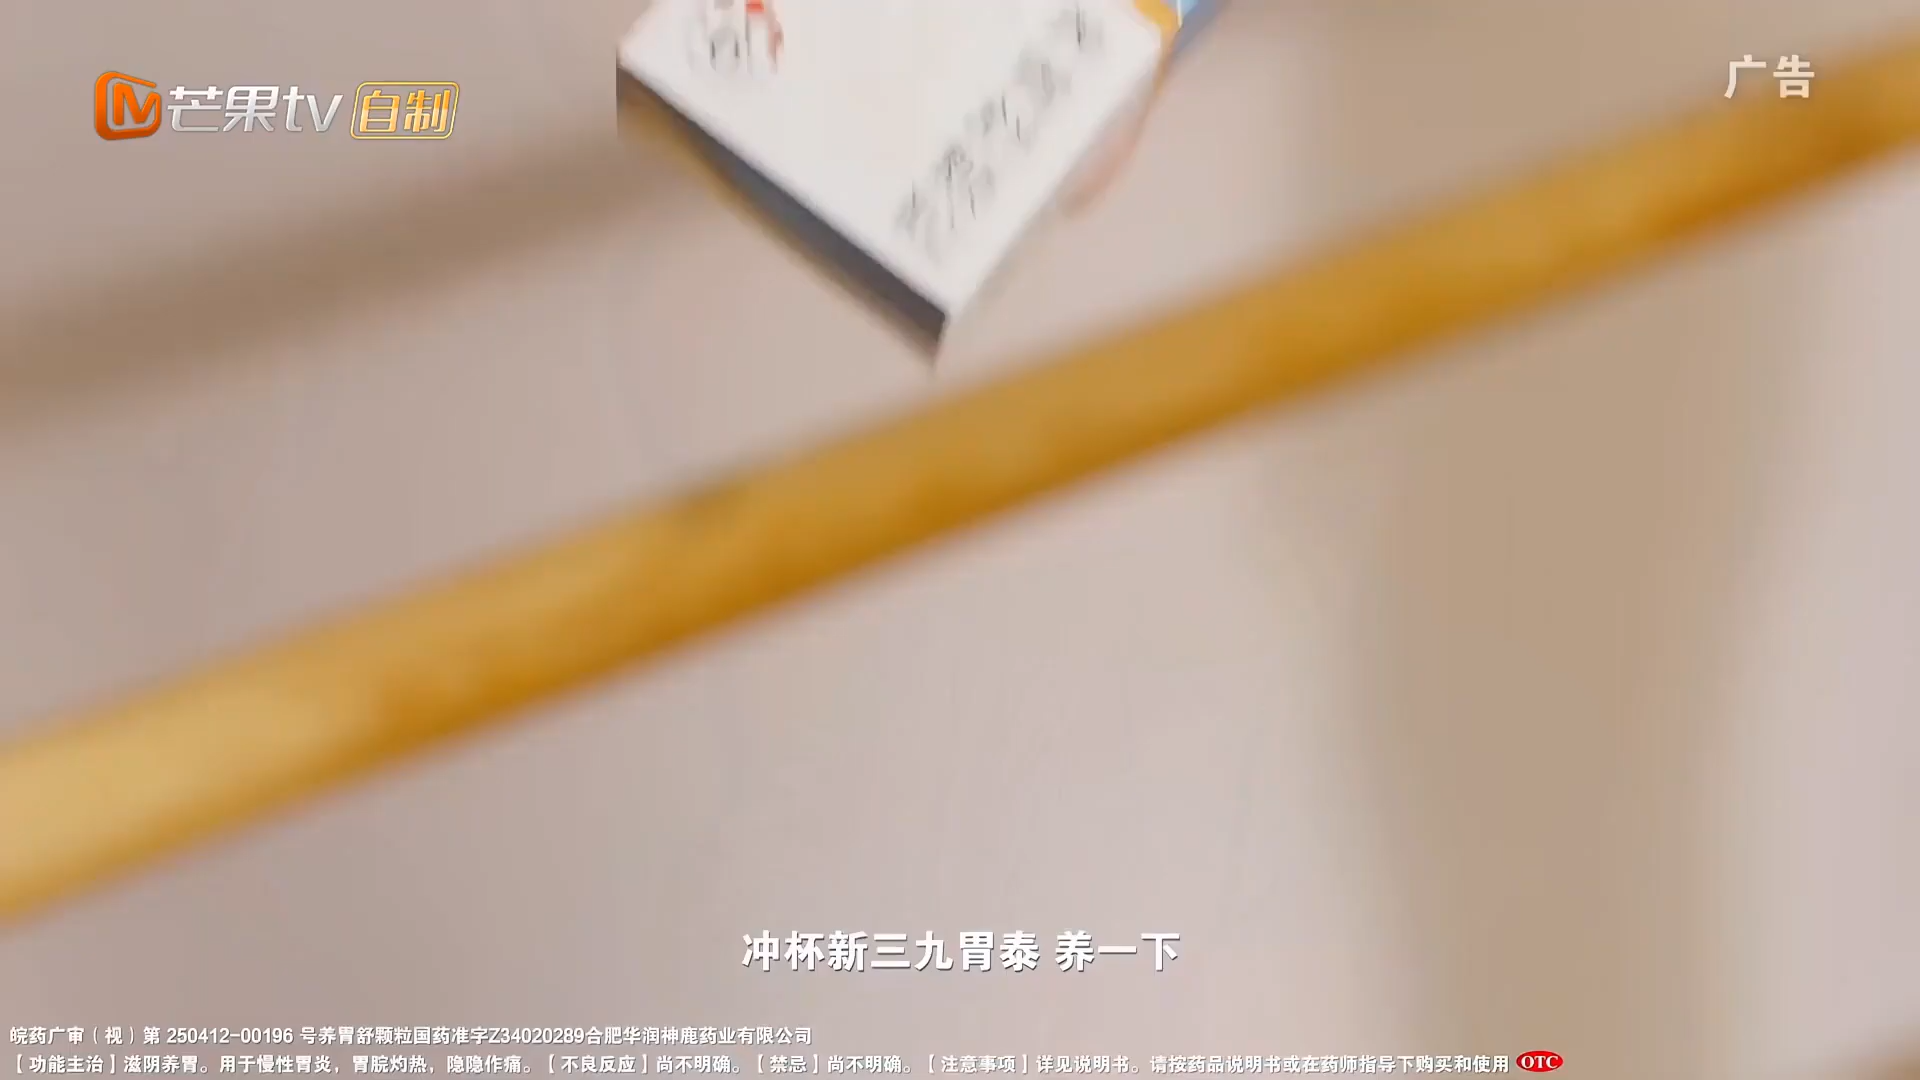 芒果tv 自制
广告
冲杯新三九胃泰 养一下
皖药广审（视）第 250412-00196 号养胃舒颗粒国药准字Z34020289合肥华润神鹿药业有限公司
【功能主治】滋阴养胃。用于慢性胃炎，胃脘灼热，隐隐作痛。【不良反应】尚不明确。【禁忌】尚不明确。【注意事项】详见说明书。请按药品说明书或在药师指导下购买和使用 OTC